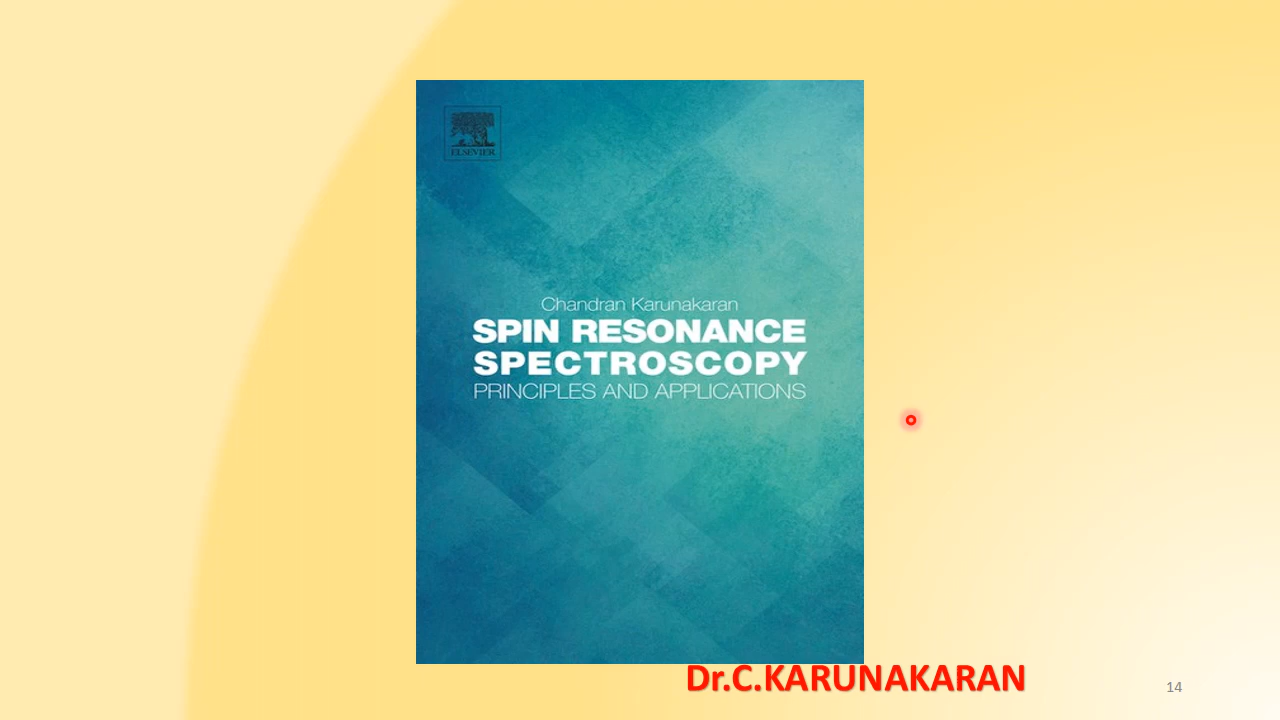 ELSEVIER
Chandran Karunakaran
SPIN RESONANCE
SPECTROSCOPY
PRINCIPLES AND APPLICATIONS
Dr.C.KARUNAKARAN
14